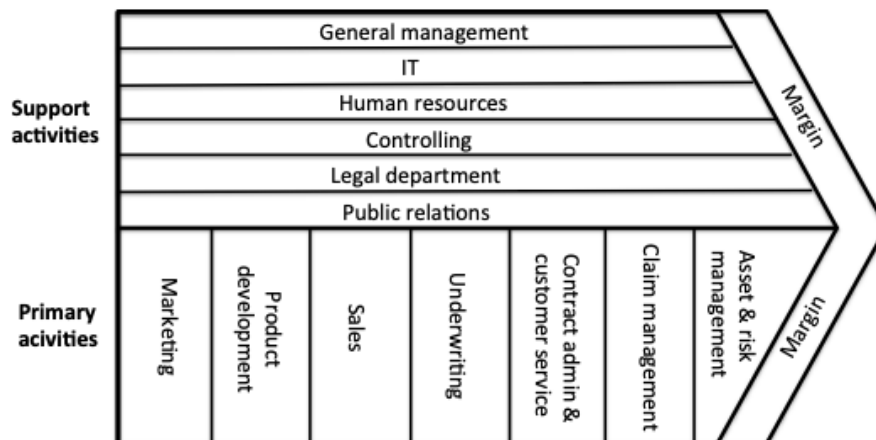 General management
IT
Human resources
Controlling
Legal department
Public relations
Support
activities
Margin
Primary
acivities
Marketing
Product
development
Sales
Underwriting
Contract admin &
customer service
Claim management
Asset & risk
management
Margin